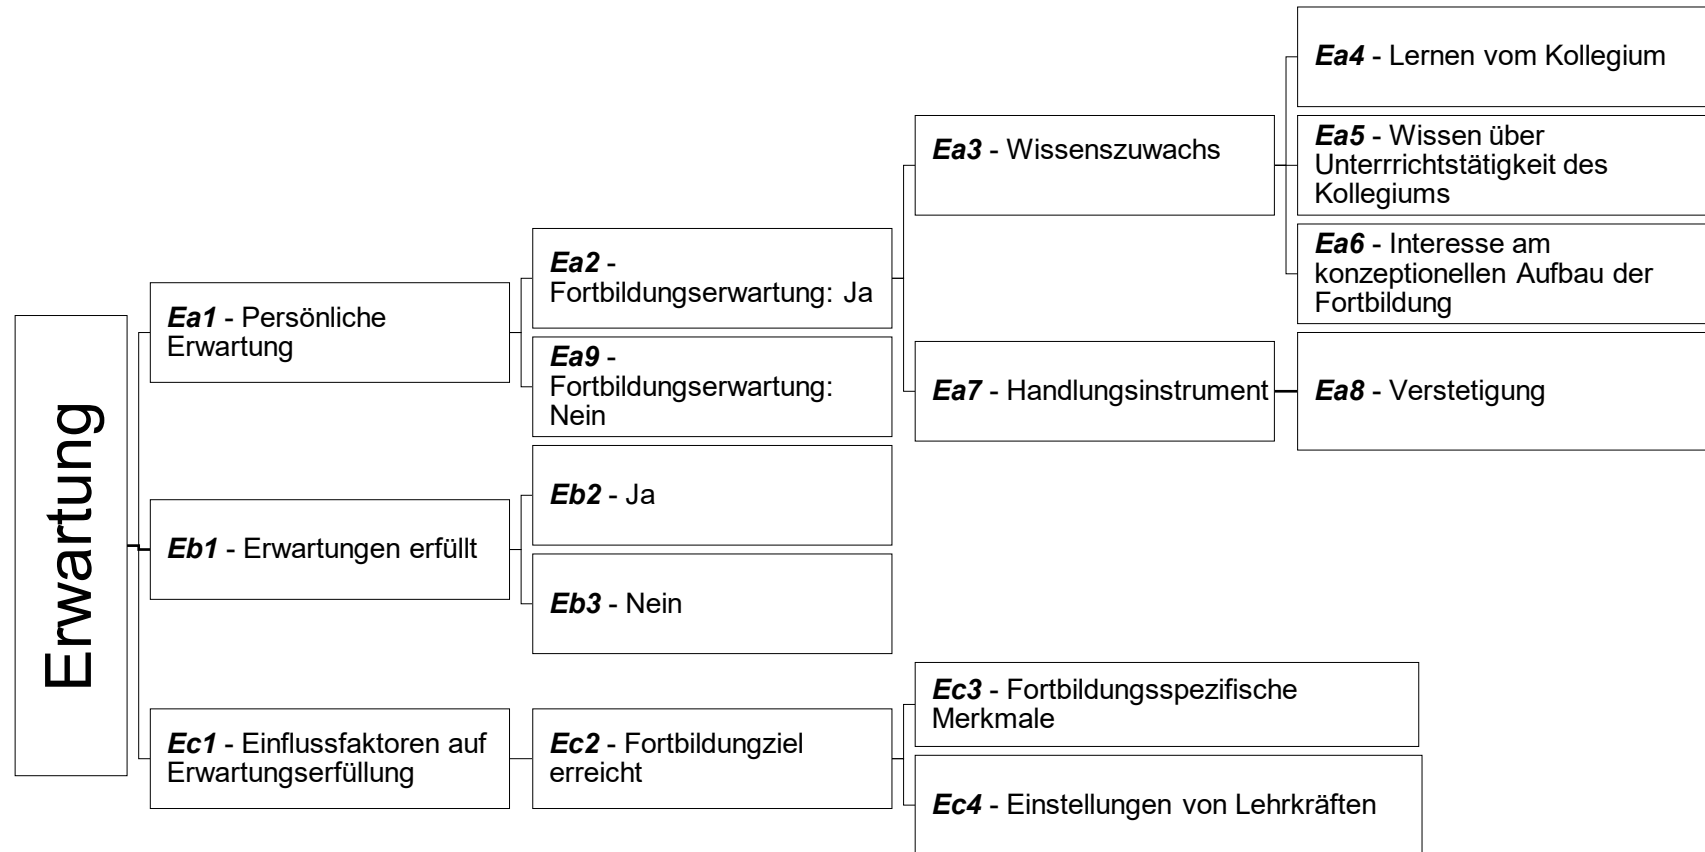 Erwartung
Ea1 - Persönliche
Erwartung
Ea2 -
Fortbildungserwartung: Ja
Ea3 - Wissenszuwachs
Ea4 - Lernen vom Kollegium
Ea5 - Wissen über
Unterrrichtstätigkeit des
Kollegiums
Ea6 - Interesse am
konzeptionellen Aufbau der
Fortbildung
Ea7 - Handlungsinstrument
Ea8 - Verstetigung
Ea9 -
Fortbildungserwartung:
Nein
Eb1 - Erwartungen erfüllt
Eb2 - Ja
Eb3 - Nein
Ec1 - Einflussfaktoren auf
Erwartungserfüllung
Ec2 - Fortbildungziel
erreicht
Ec3 - Fortbildungsspezifische
Merkmale
Ec4 - Einstellungen von Lehrkräften